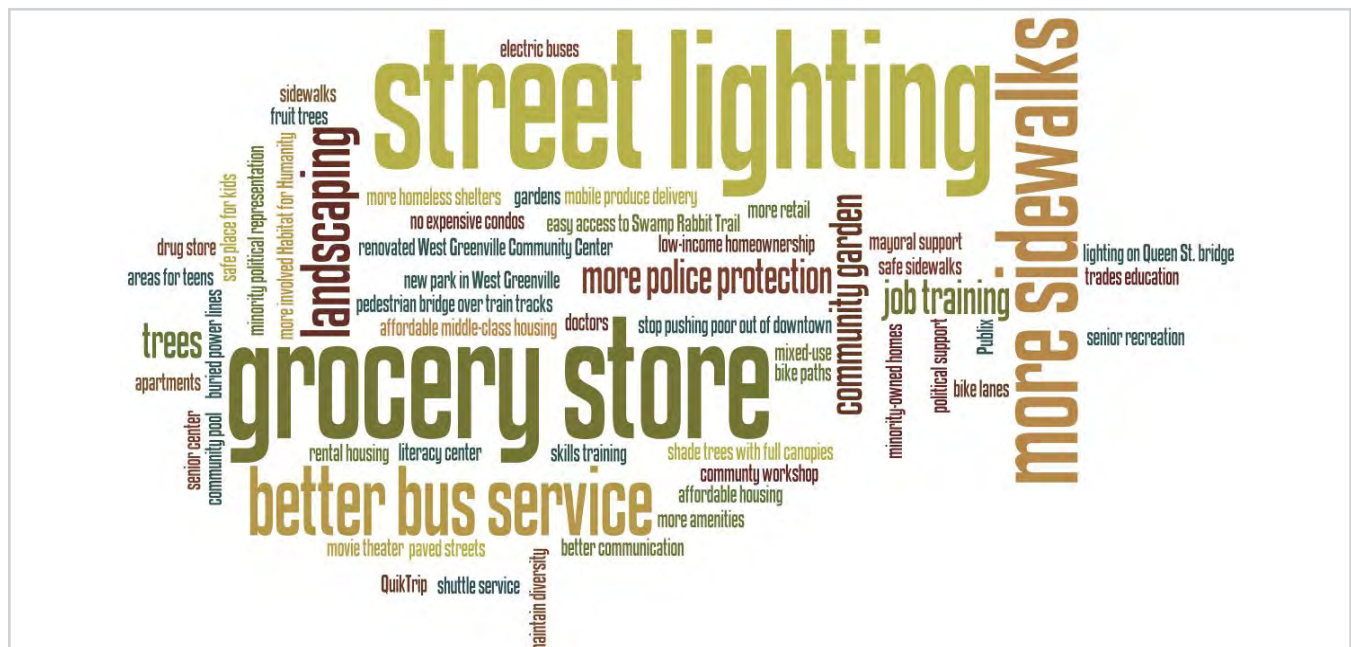 electric buses
street lighting
more sidewalks
sidewalks
fruit trees
landscaping
more involved Habitat for Humanity
minority political representation
safe place for kids
more homeless shelters
gardens
mobile produce delivery
more retail
no expensive condos
easy access to Swamp Rabbit Trail
community garden
drug store
renovated West Greenville Community Center
low-income homeownership
mayoral support
lighting on Queen St. bridge
areas for teens
new park in West Greenville
more police protection
safe sidewalks
trades education
job training
pedestrian bridge over train tracks
buried power lines
affordable middle-class housing
doctors
stop pushing poor out of downtown
minority-owned homes
political support
Publix
senior recreation
trees
grocery store
mixed-use
bike paths
apartments
bike lanes
senior center
community pool
rental housing
literacy center
skills training
shade trees with full canopies
communty workshop
better bus service
affordable housing
more amenities
movie theater
paved streets
better communication
QuikTrip
shuttle service
diversity